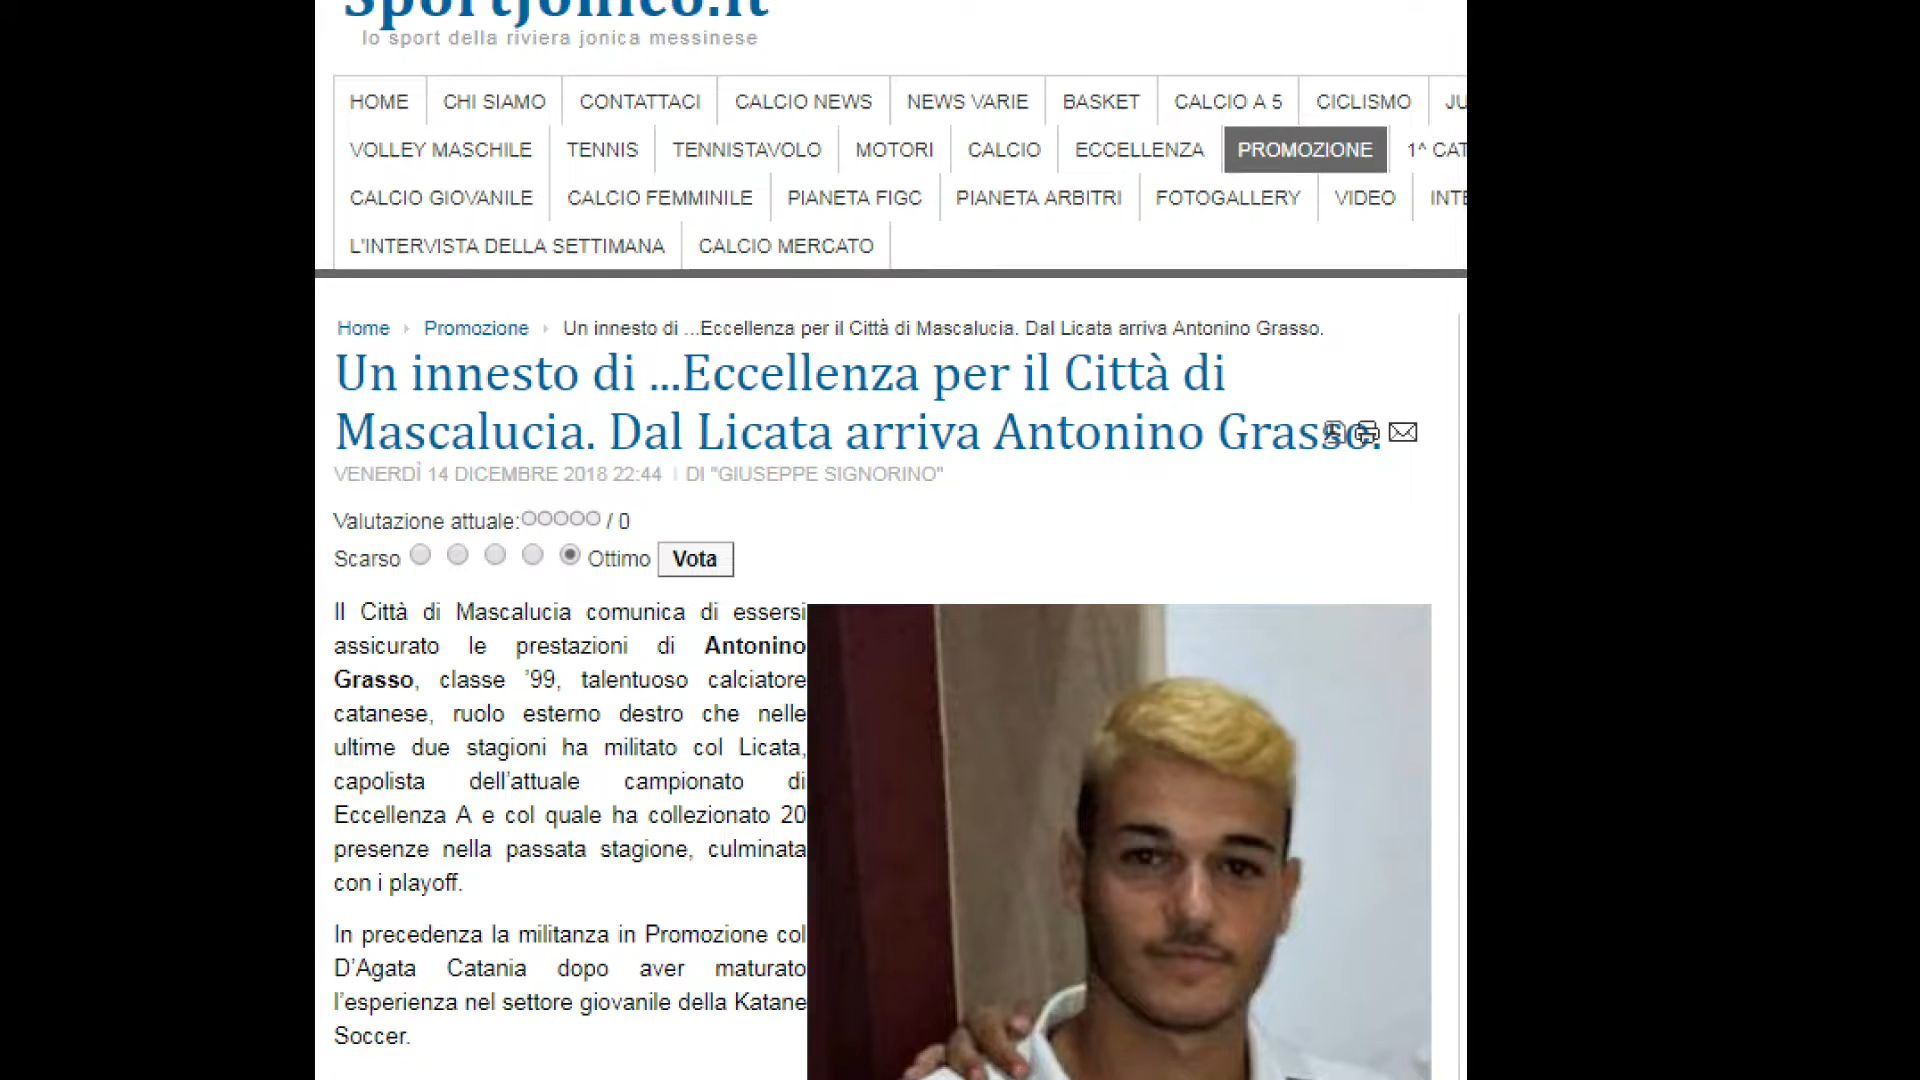 Sportjonico.it
lo sport della riviera jonica messinese
HOME CHI SIAMO CONTATTACI CALCIO NEWS NEWS VARIE BASKET CALCIO A 5 CICLISMO JU
VOLLEY MASCHILE TENNIS TENNISTAVOLO MOTORI CALCIO ECCELLENZA PROMOZIONE 1^ CAT
CALCIO GIOVANILE CALCIO FEMMINILE PIANETA FIGC PIANETA ARBITRI FOTOGALLERY VIDEO INTE
L'INTERVISTA DELLA SETTIMANA CALCIO MERCATO
Home Promozione Un innesto di ...Eccellenza per il Città di Mascalucia. Dal Licata arriva Antonino Grasso.
Un innesto di ...Eccellenza per il Città di
Mascalucia. Dal Licata arriva Antonino Grasso.
VENERDÌ 14 DICEMBRE 2018 22:44 | DI "GIUSEPPE SIGNORINO"
Valutazione attuale: / 0
Scarso Ottimo Vota
Il Città di Mascalucia comunica di essersi
assicurato le prestazioni di Antonino
Grasso, classe ’99, talentuoso calciatore
catanese, ruolo esterno destro che nelle
ultime due stagioni ha militato col Licata,
capolista dell’attuale campionato di
Eccellenza A e col quale ha collezionato 20
presenze nella passata stagione, culminata
con i playoff.
In precedenza la militanza in Promozione col
D’Agata Catania dopo aver maturato
l’esperienza nel settore giovanile della Katane
Soccer.